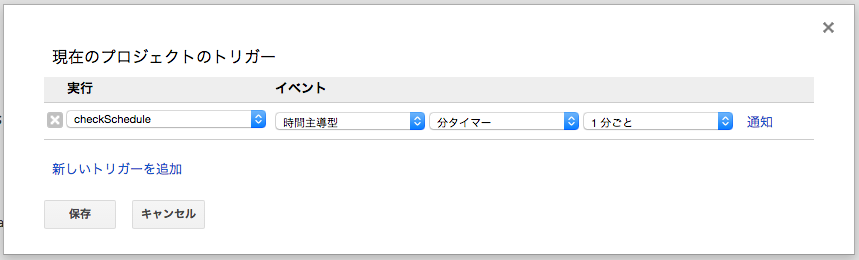 現在のプロジェクトのトリガー
実行 イベント
checkSchedule 時間主導型 分タイマー 1 分ごと 通知
新しいトリガーを追加
保存 キャンセル